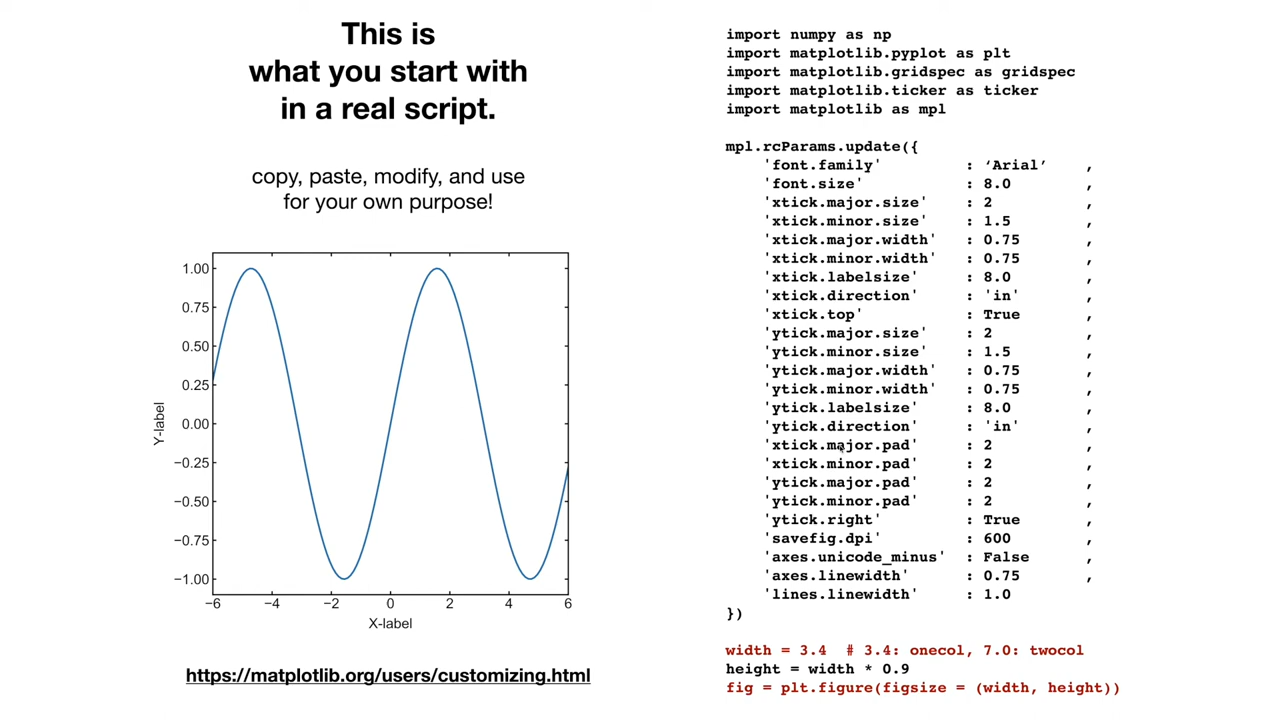 This is
what you start with
in a real script.
copy, paste, modify, and use
for your own purpose!
1.00
0.75
0.50
0.25
0.00
−0.25
−0.50
−0.75
−1.00
Y-label
−6 −4 −2 0 2 4 6
X-label
https://matplotlib.org/users/customizing.html
import numpy as np
import matplotlib.pyplot as plt
import matplotlib.gridspec as gridspec
import matplotlib.ticker as ticker
import matplotlib as mpl
mpl.rcParams.update({
'font.family' : ‘Arial’ ,
'font.size' : 8.0 ,
'xtick.major.size' : 2 ,
'xtick.minor.size' : 1.5 ,
'xtick.major.width' : 0.75 ,
'xtick.minor.width' : 0.75 ,
'xtick.labelsize' : 8.0 ,
'xtick.direction' : 'in' ,
'xtick.top' : True ,
'ytick.major.size' : 2 ,
'ytick.minor.size' : 1.5 ,
'ytick.major.width' : 0.75 ,
'ytick.minor.width' : 0.75 ,
'ytick.labelsize' : 8.0 ,
'ytick.direction' : 'in' ,
'xtick.major.pad' : 2 ,
'xtick.minor.pad' : 2 ,
'ytick.major.pad' : 2 ,
'ytick.minor.pad' : 2 ,
'ytick.right' : True ,
'savefig.dpi' : 600 ,
'axes.unicode_minus' : False ,
'axes.linewidth' : 0.75 ,
'lines.linewidth' : 1.0
})
width = 3.4 # 3.4: onecol, 7.0: twocol
height = width * 0.9
fig = plt.figure(figsize = (width, height))